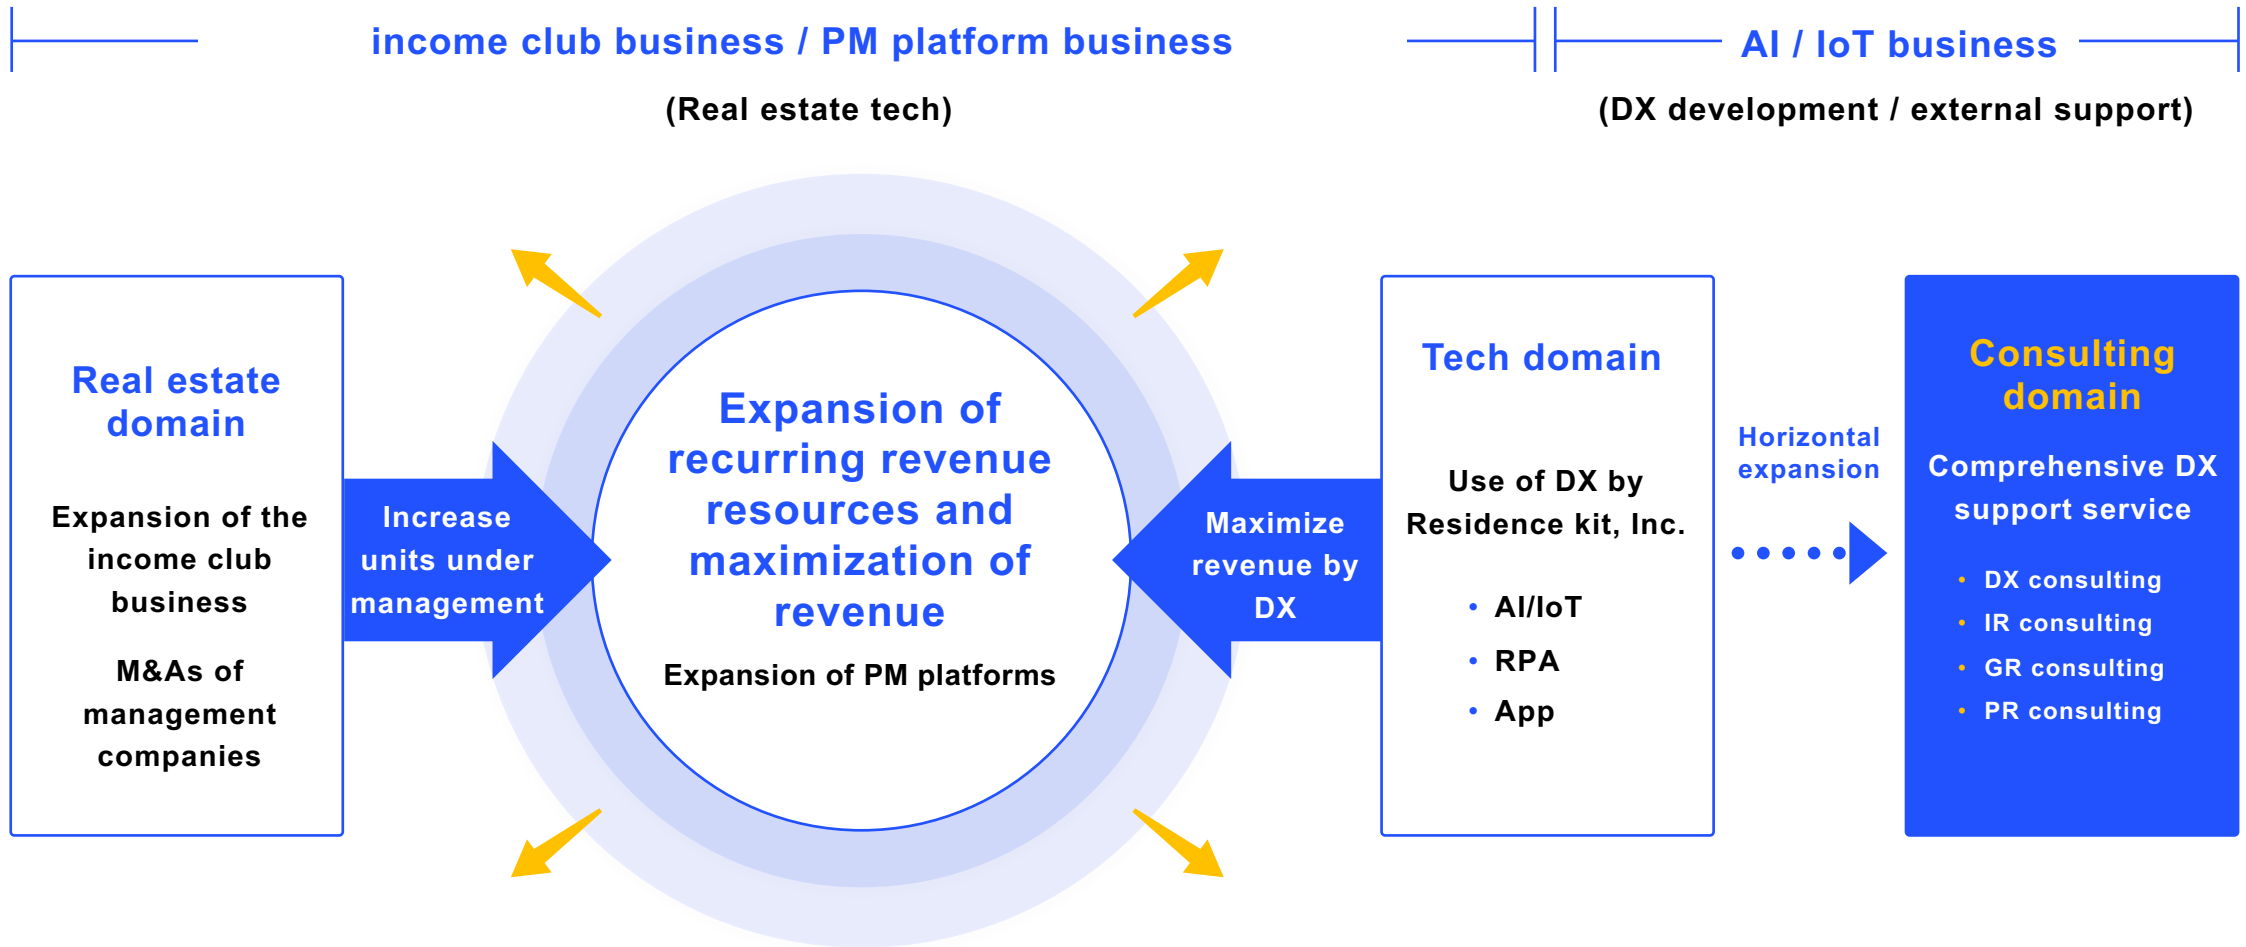 income club business / PM platform business
(Real estate tech)
AI / IoT business
(DX development / external support)
Real estate
domain
Expansion of the
income club
business
M&As of
management
companies
Increase
units under
management
Expansion of
recurring revenue
resources and
maximization of
revenue
Expansion of PM platforms
Maximize
revenue by
DX
Tech domain
Use of DX by
Residence kit, Inc.
• AI/IoT
• RPA
• App
Horizontal
expansion
Consulting
domain
Comprehensive DX
support service
• DX consulting
• IR consulting
• GR consulting
• PR consulting